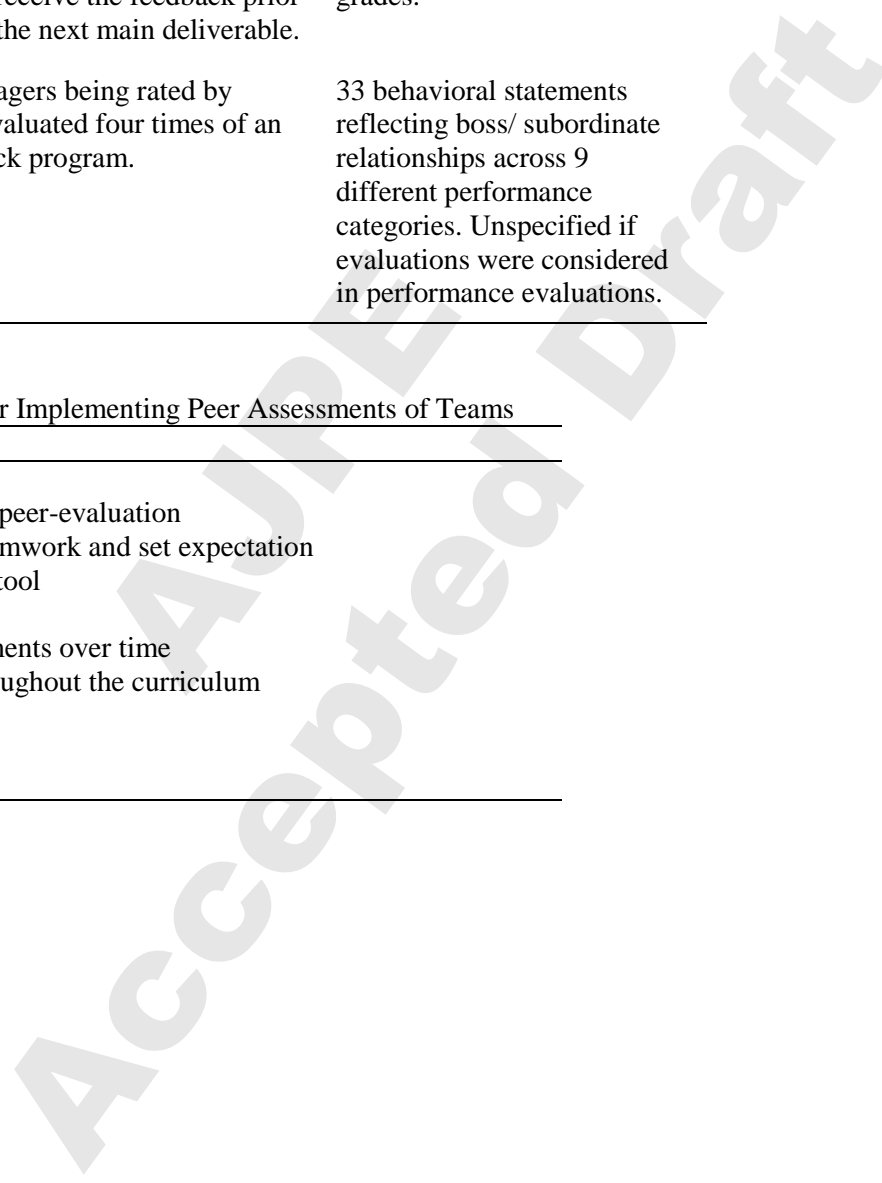 receive the feedback prior
the next main deliverable.
grades.
agers being rated by
valuated four times of an
ck program.
33 behavioral statements
reflecting boss/ subordinate
relationships across 9
different performance
categories. Unspecified if
evaluations were considered
in performance evaluations.
r Implementing Peer Assessments of Teams
peer-evaluation
mwork and set expectation
tool
nents over time
ughout the curriculum
AJPE
Accepted Draft